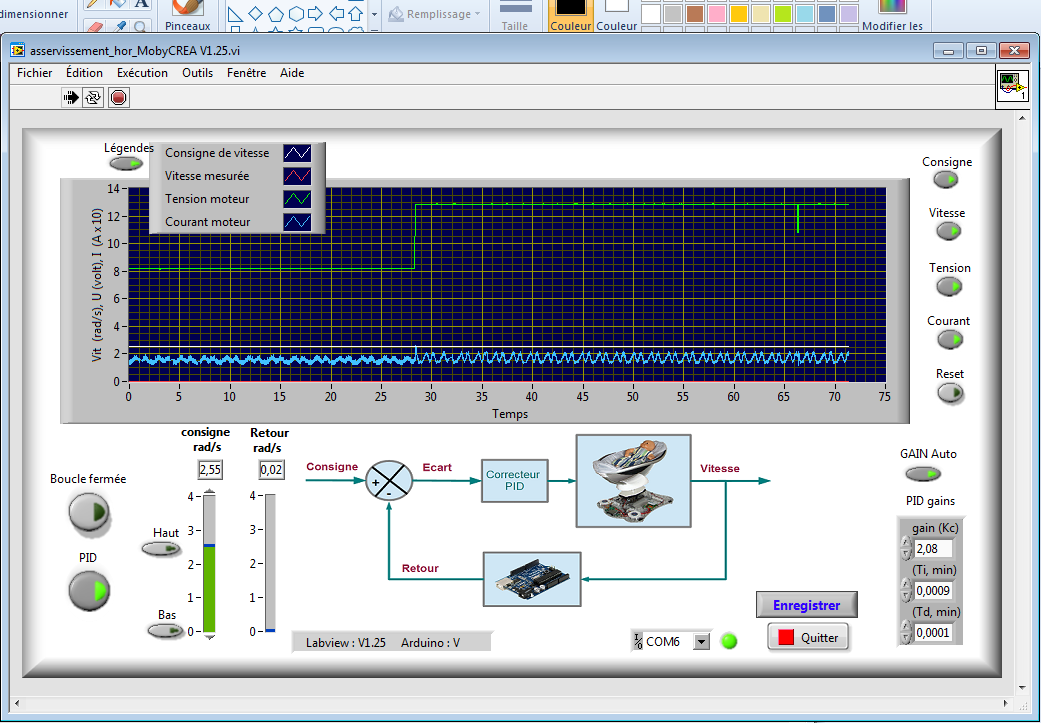 dimensionner
A
Pinceaux
Remplissage
Taille
Couleur
Couleur
Modifier les
asservissement_hor_MobyCREA V1.25.vi
Fichier Édition Exécution Outils Fenêtre Aide
1
Légendes
Consigne de vitesse
Vitesse mesurée
Tension moteur
Courant moteur
Vit (rad/s), U (volt), I (A x10)
14
12
10
8
6
4
2
0
0 5 10 15 20 25 30 35 40 45 50 55 60 65 70 75
Temps
Consigne
Vitesse
Tension
Courant
Reset
consigne
rad/s
2,55
Retour
rad/s
0,02
Boucle fermée
PID
Haut
Bas
4
3
2
1
0
4
3
2
1
0
Consigne
+
-
Ecart
Correcteur
PID
Vitesse
Retour
Labview : V1.25 Arduino : V
I/O COM6
Enregistrer
Quitter
GAIN Auto
PID gains
gain (Kc)
2,08
(Ti, min)
0,0009
(Td, min)
0,0001